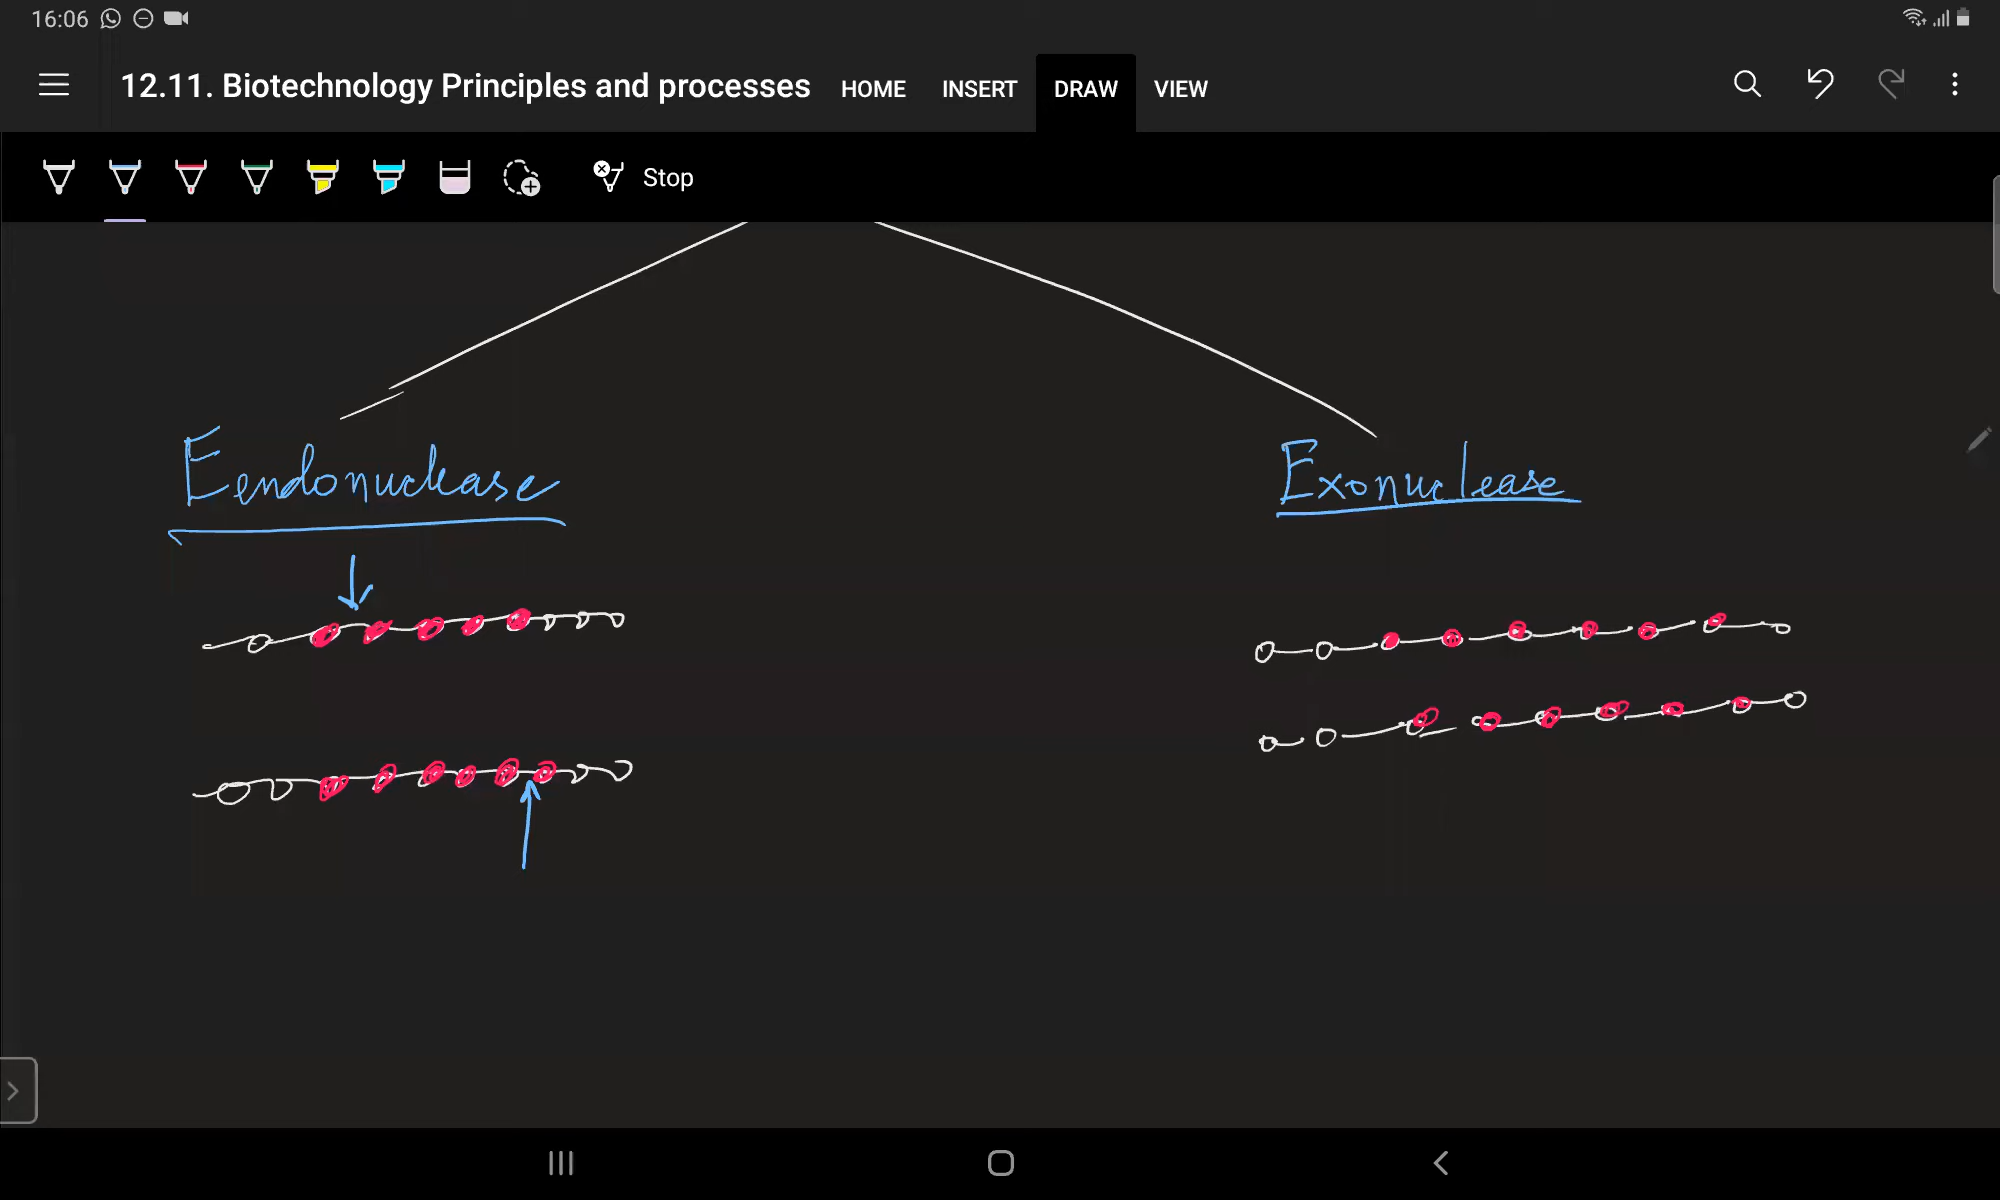 16:06
12.11. Biotechnology Principles and processes HOME INSERT DRAW VIEW
Stop
Eendonuclease Exonuclease